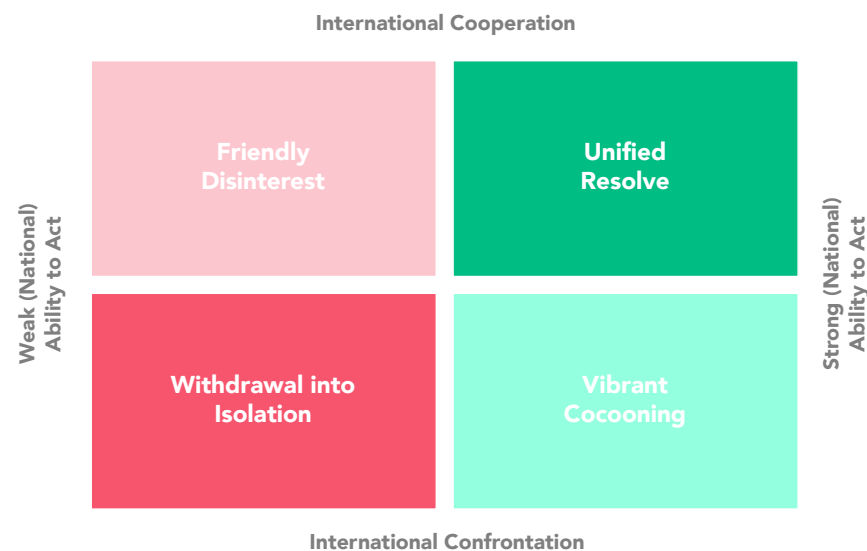 International Cooperation
Friendly
Disinterest
Unified
Resolve
Weak (National)
Ability to Act
Strong (National)
Ability to Act
Withdrawal into
Isolation
Vibrant
Cocooning
International Confrontation